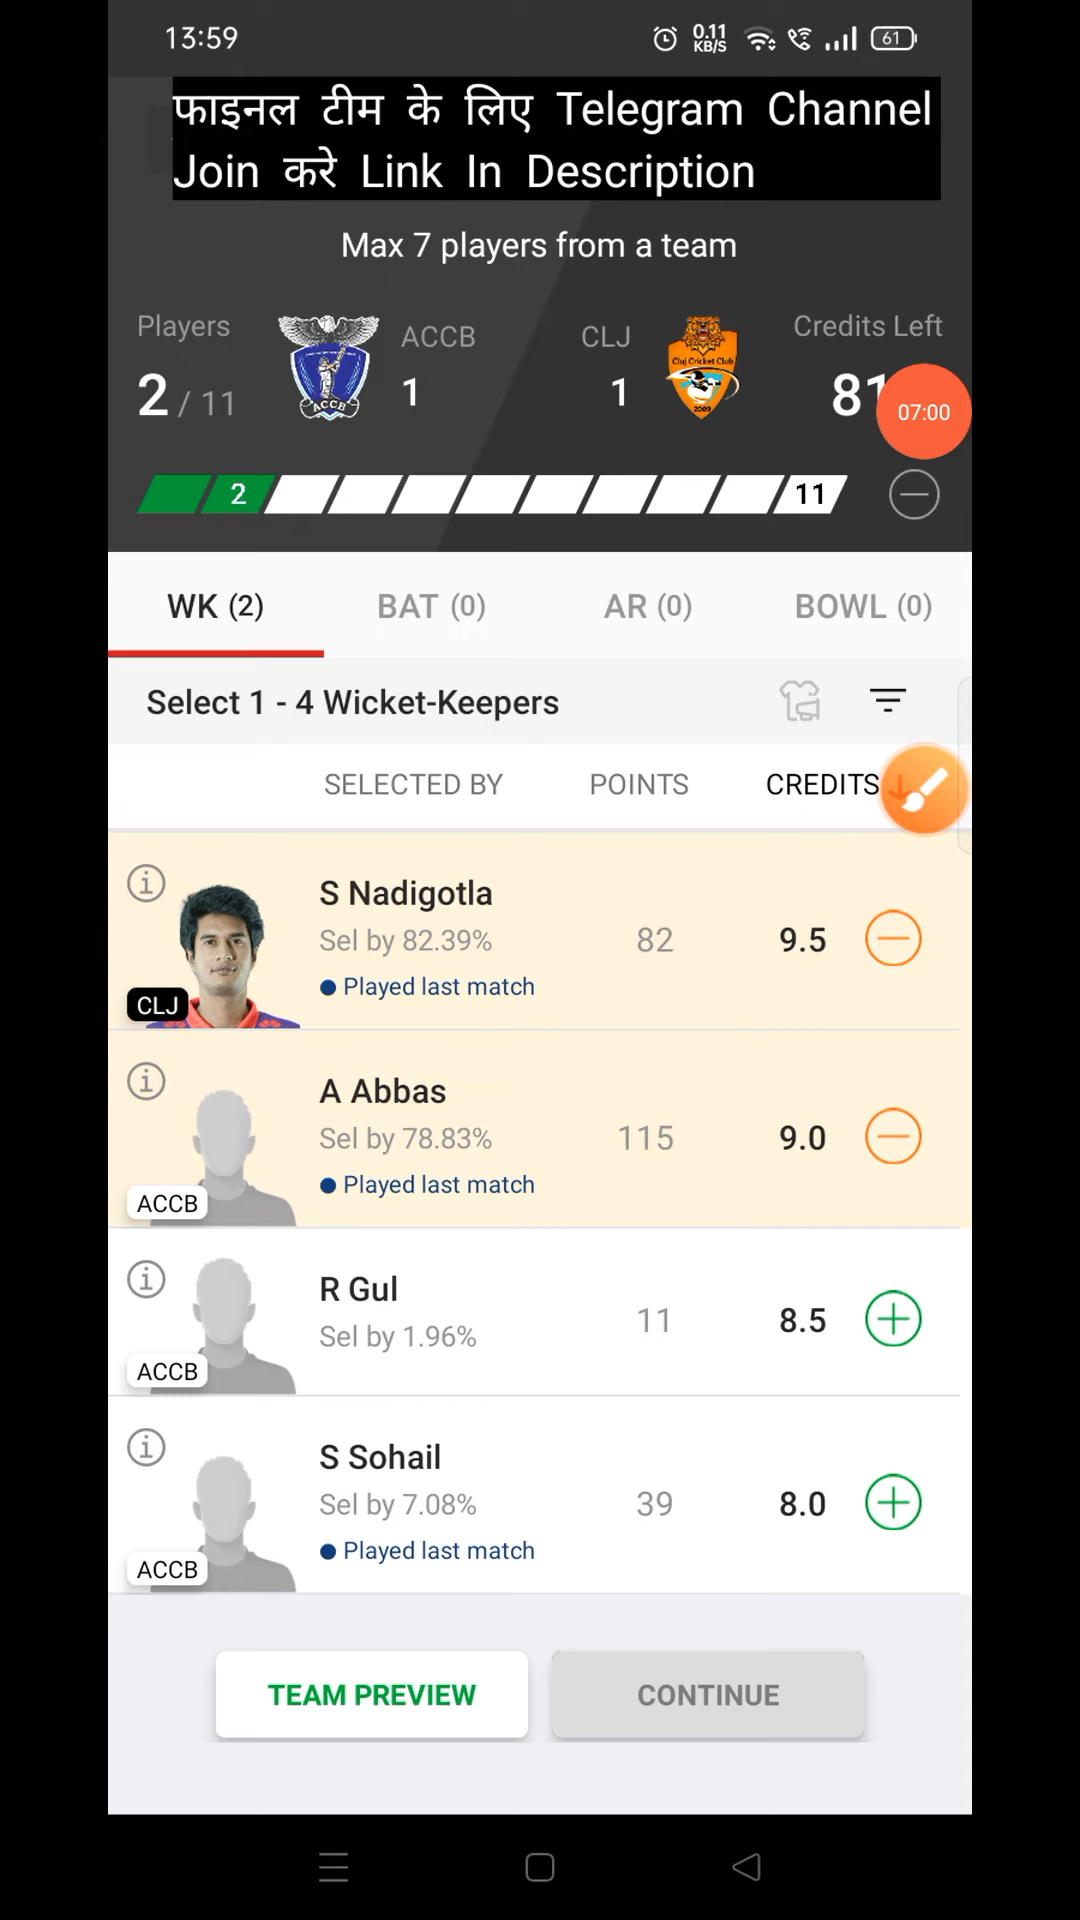 13:59
0.11
KB/S
61
फाइनल टीम के लिए Telegram Channel
Join करे Link In Description
Max 7 players from a team
Players
ACCB
CLJ
Credits Left
2 / 11
1
1
81
07:00
ACCB
Cluj Cricket Club
2009
2
11
WK (2)
BAT (0)
AR (0)
BOWL (0)
Select 1 - 4 Wicket-Keepers
SELECTED BY
POINTS
CREDITS
S Nadigotla
Sel by 82.39%
82
9.5
Played last match
CLJ
A Abbas
Sel by 78.83%
115
9.0
Played last match
ACCB
R Gul
Sel by 1.96%
11
8.5
ACCB
S Sohail
Sel by 7.08%
39
8.0
Played last match
ACCB
TEAM PREVIEW
CONTINUE